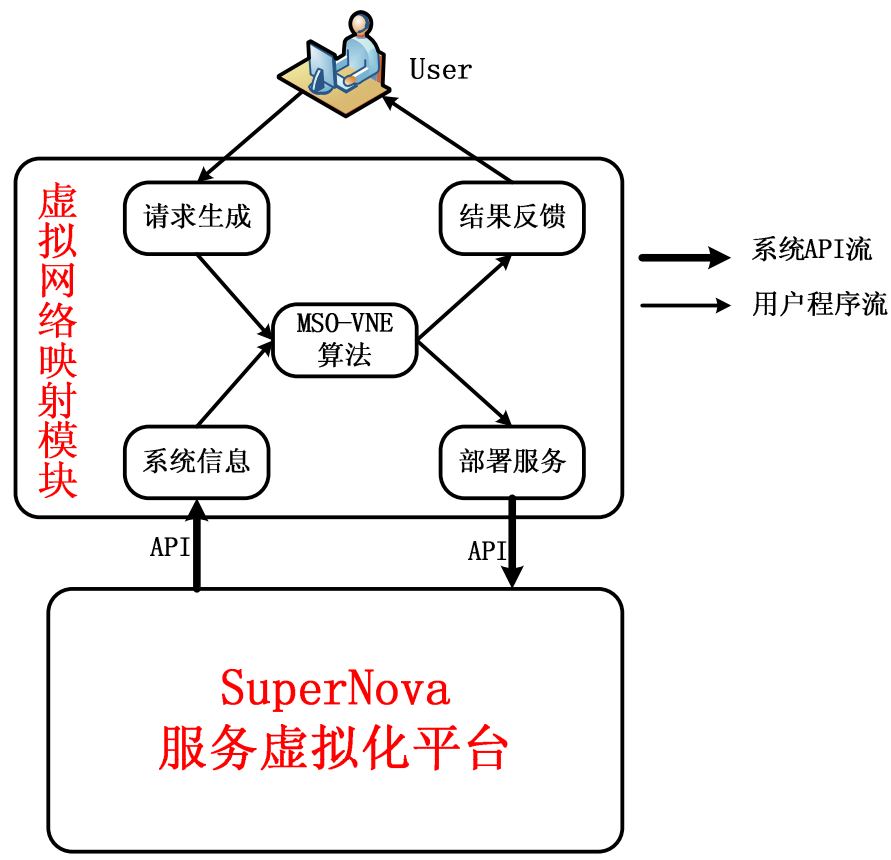 User
虚拟网络映射模块
请求生成
结果反馈
MSO-VNE
算法
系统信息
部署服务
系统API流
用户程序流
API
API
SuperNova
服务虚拟化平台